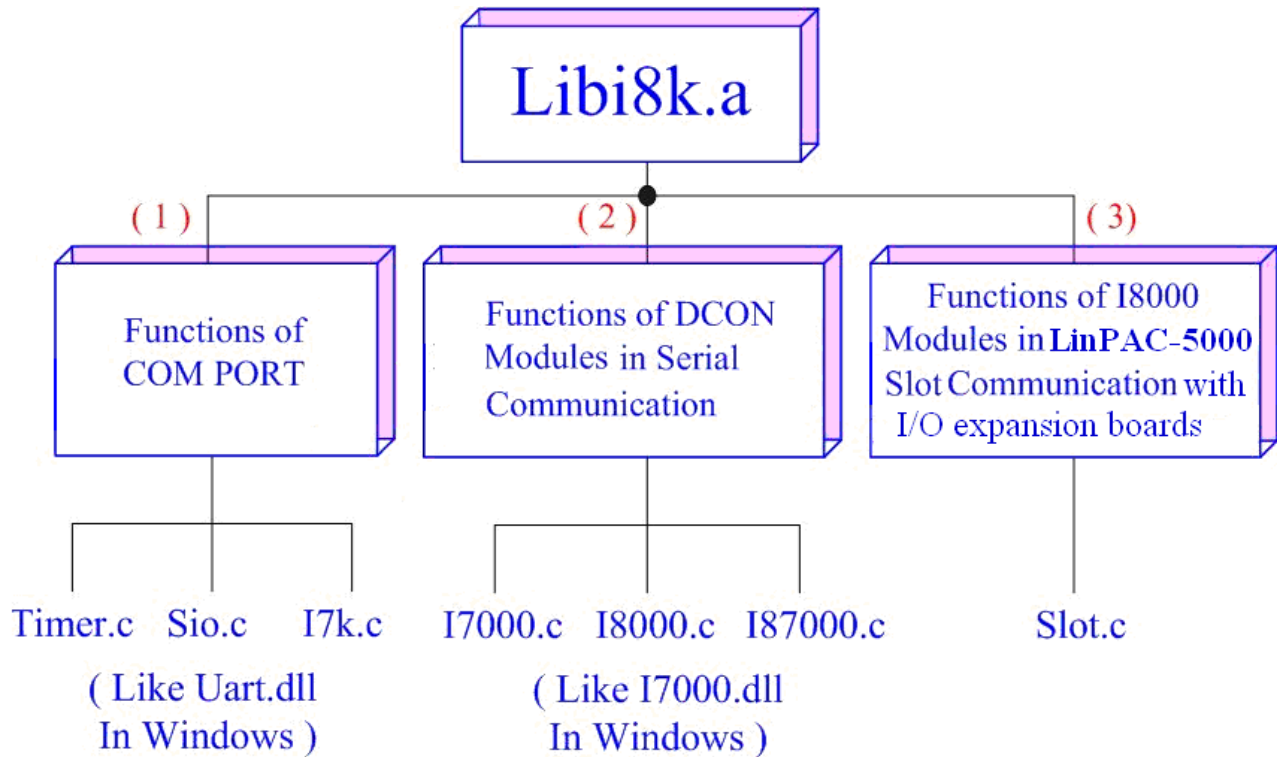 Libi8k.a
( 1 )
( 2 )
( 3)
Functions of
COM PORT
Functions of DCON
Modules in Serial
Communication
Functions of I8000
Modules in LinPAC-5000
Slot Communication with
I/O expansion boards
Timer.c Sio.c I7k.c
( Like Uart.dll
In Windows )
I7000.c I8000.c I87000.c
( Like I7000.dll
In Windows )
Slot.c